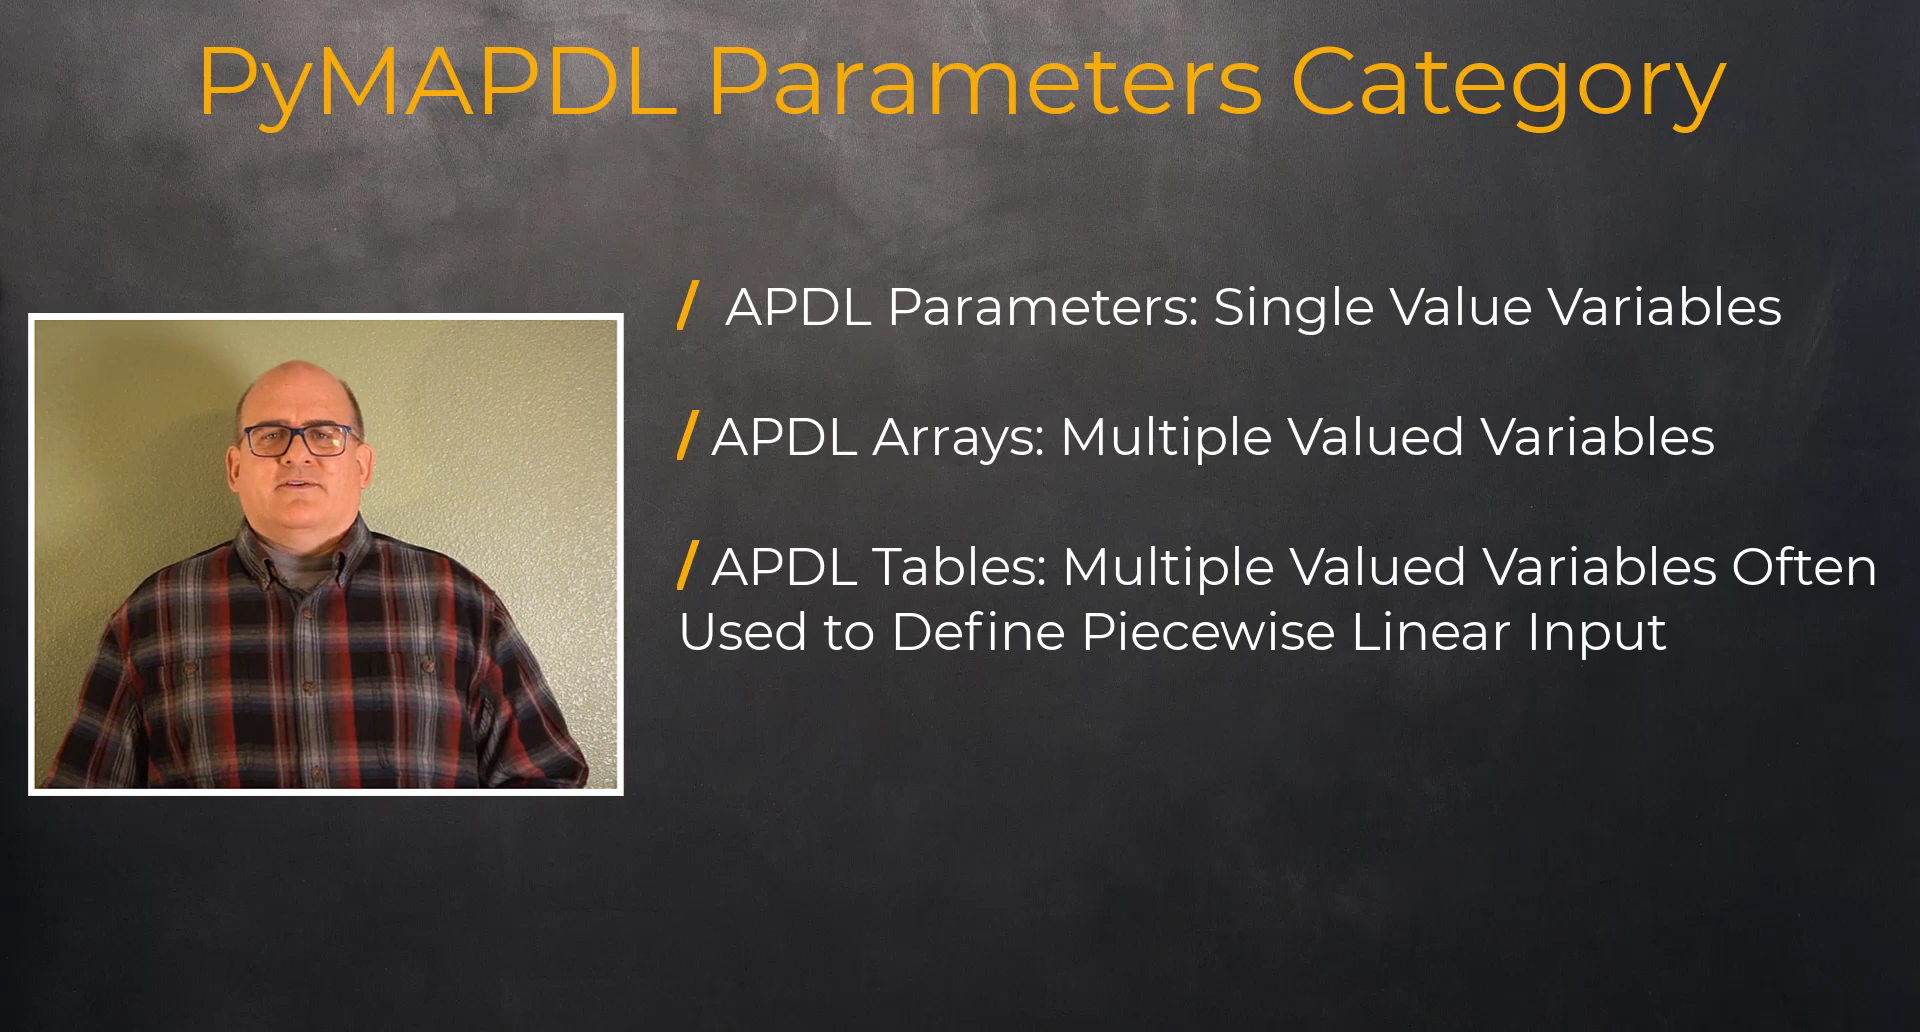 PyMAPDL Parameters Category
/ APDL Parameters: Single Value Variables
/ APDL Arrays: Multiple Valued Variables
/ APDL Tables: Multiple Valued Variables Often
Used to Define Piecewise Linear Input